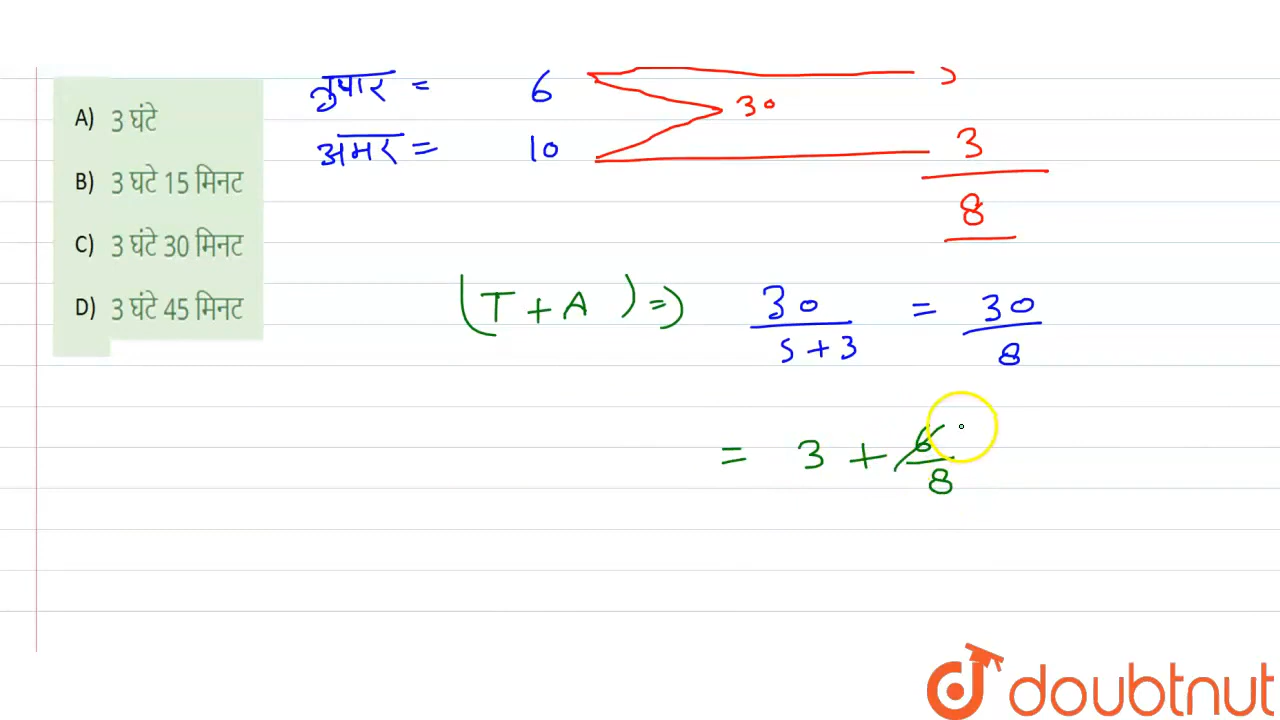 तुषार = 6
30
अमर = 10
3
8
A) 3 घंटे
B) 3 घटे 15 मिनट
C) 3 घंटे 30 मिनट
D) 3 घंटे 45 मिनट
(T + A) => 30/5+3 = 30/8
= 3 + 6/8
doubtnut